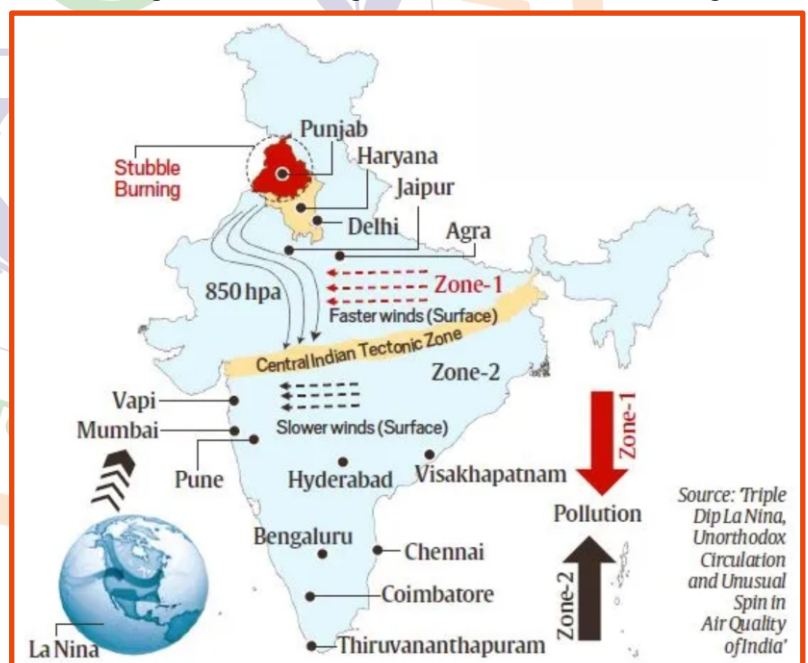 Punjab
Stubble
Burning
Haryana
Jaipur
Delhi
Agra
850 hpa
Zone-1
Faster winds (Surface)
Central Indian Tectonic Zone
Zone-2
Vapi
Mumbai
Slower winds (Surface)
Pune
Hyderabad
Visakhapatnam
Zone-1
Pollution
Zone-2
Bengaluru
Chennai
Coimbatore
Thiruvananthapuram
La Nina
Source: 'Triple
Dip La Nina,
Unorthodox
Circulation
and Unusual
Spin in
Air Quality
of India'